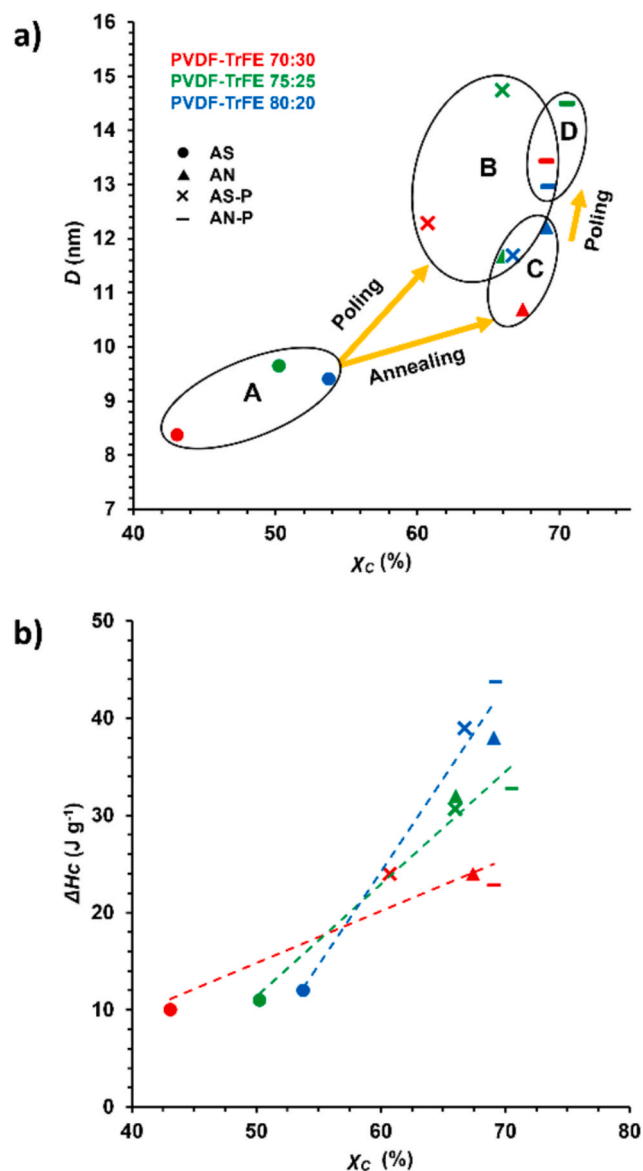 a)
PVDF-TrFE 70:30
PVDF-TrFE 75:25
PVDF-TrFE 80:20
AS
AN
AS-P
AN-P
A
B
C
D
Poling
Annealing
Poling
16
15
14
13
12
11
10
9
8
7
D (nm)
40 50 60 70
χC (%)
b)
50
40
30
20
10
0
ΔHc (J g⁻¹)
40 50 60 70 80
χC (%)